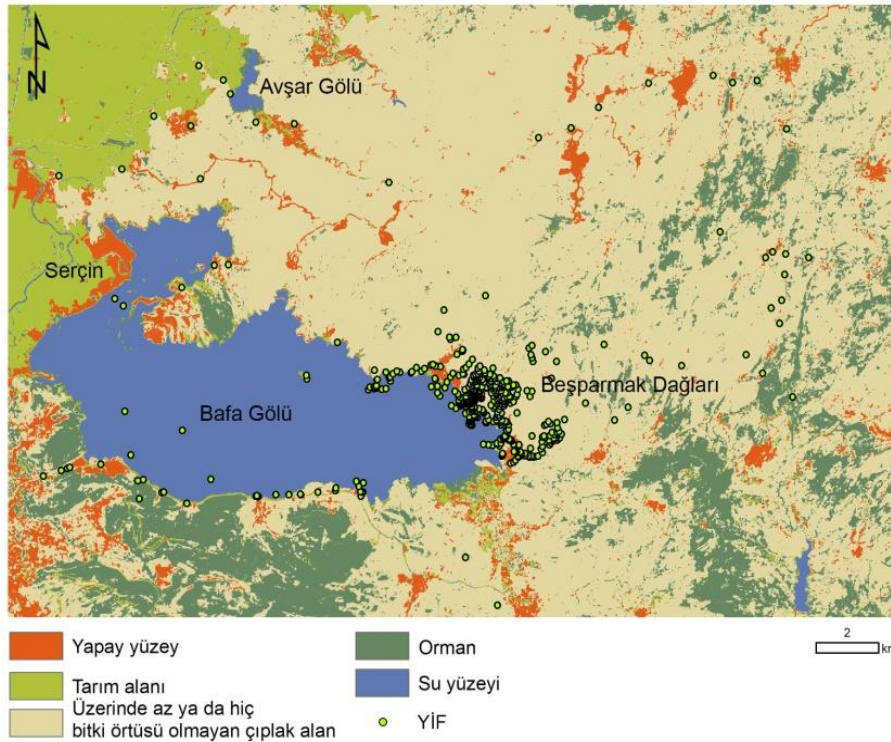 N
Avşar Gölü
Serçin
Beşparmak Dağları
Bafa Gölü
Yapay yüzey
Orman
2
km
Tarım alanı
Su yüzeyi
Üzerinde az ya da hiç
bitki örtüsü olmayan çıplak alan
YİF